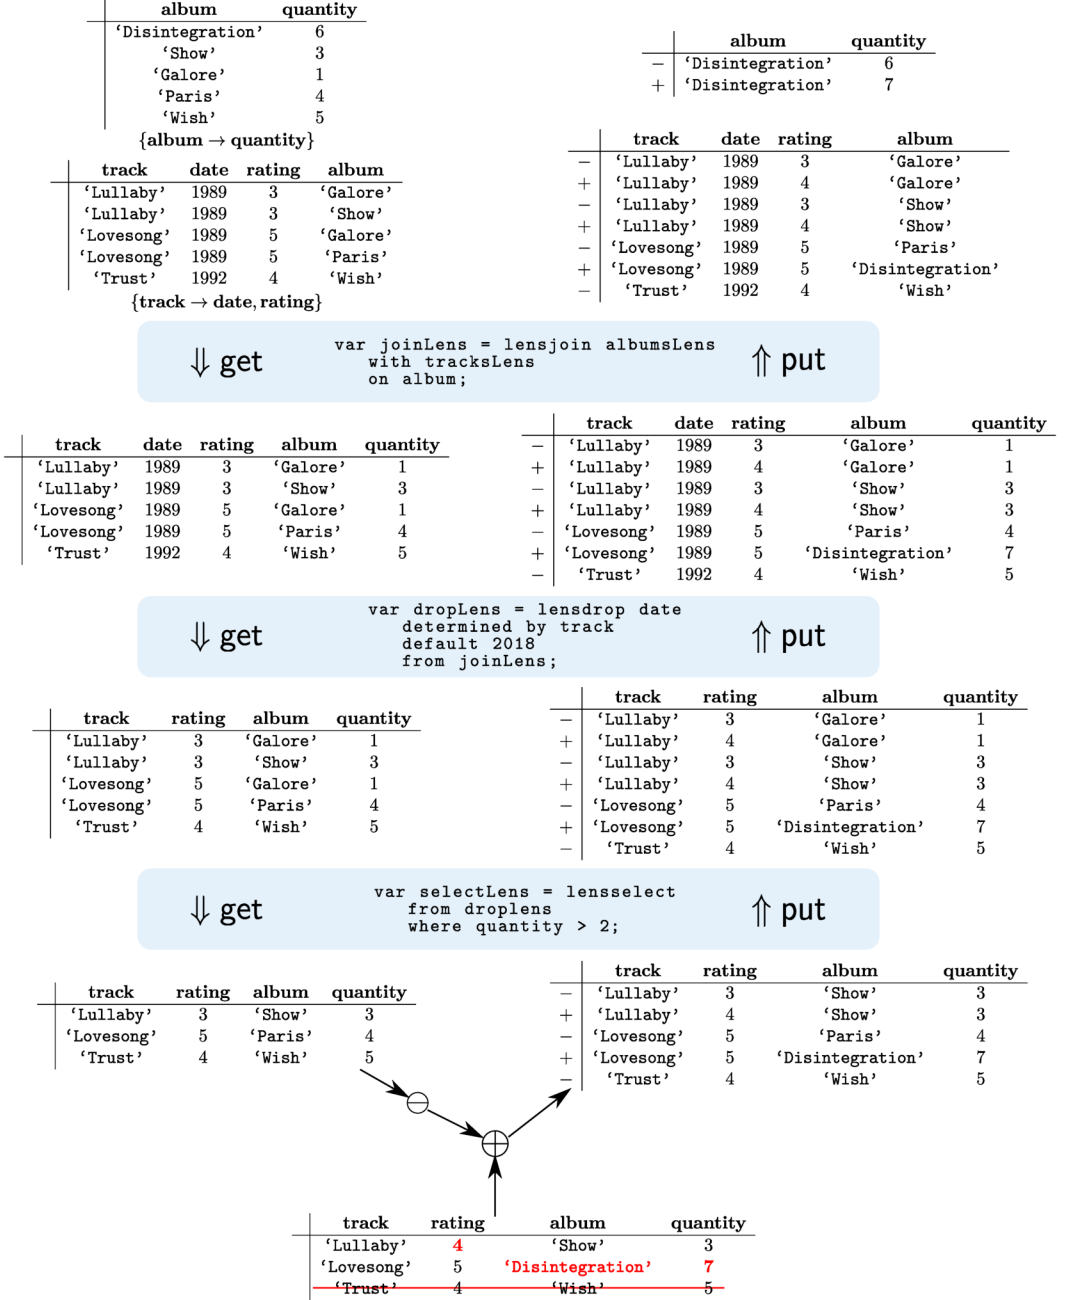 album quantity
‘Disintegration’ 6
‘Show’ 3
‘Galore’ 1
‘Paris’ 4
‘Wish’ 5
{album → quantity}
track date rating album
‘Lullaby’ 1989 3 ‘Galore’
‘Lullaby’ 1989 3 ‘Show’
‘Lovesong’ 1989 5 ‘Galore’
‘Lovesong’ 1989 5 ‘Paris’
‘Trust’ 1992 4 ‘Wish’
{track → date, rating}
album quantity
− ‘Disintegration’ 6
+ ‘Disintegration’ 7
track date rating album
− ‘Lullaby’ 1989 3 ‘Galore’
+ ‘Lullaby’ 1989 4 ‘Galore’
− ‘Lullaby’ 1989 3 ‘Show’
+ ‘Lullaby’ 1989 4 ‘Show’
− ‘Lovesong’ 1989 5 ‘Paris’
+ ‘Lovesong’ 1989 5 ‘Disintegration’
− ‘Trust’ 1992 4 ‘Wish’
⇓ get
var joinLens = lensjoin albumsLens
with tracksLens
on album;
⇑ put
track date rating album quantity
‘Lullaby’ 1989 3 ‘Galore’ 1
‘Lullaby’ 1989 3 ‘Show’ 3
‘Lovesong’ 1989 5 ‘Galore’ 1
‘Lovesong’ 1989 5 ‘Paris’ 4
‘Trust’ 1992 4 ‘Wish’ 5
track date rating album quantity
− ‘Lullaby’ 1989 3 ‘Galore’ 1
+ ‘Lullaby’ 1989 4 ‘Galore’ 1
− ‘Lullaby’ 1989 3 ‘Show’ 3
+ ‘Lullaby’ 1989 4 ‘Show’ 3
− ‘Lovesong’ 1989 5 ‘Paris’ 4
+ ‘Lovesong’ 1989 5 ‘Disintegration’ 7
− ‘Trust’ 1992 4 ‘Wish’ 5
⇓ get
var dropLens = lensdrop date
determined by track
default 2018
from joinLens;
⇑ put
track rating album quantity
‘Lullaby’ 3 ‘Galore’ 1
‘Lullaby’ 3 ‘Show’ 3
‘Lovesong’ 5 ‘Galore’ 1
‘Lovesong’ 5 ‘Paris’ 4
‘Trust’ 4 ‘Wish’ 5
track rating album quantity
− ‘Lullaby’ 3 ‘Galore’ 1
+ ‘Lullaby’ 4 ‘Galore’ 1
− ‘Lullaby’ 3 ‘Show’ 3
+ ‘Lullaby’ 4 ‘Show’ 3
− ‘Lovesong’ 5 ‘Paris’ 4
+ ‘Lovesong’ 5 ‘Disintegration’ 7
− ‘Trust’ 4 ‘Wish’ 5
⇓ get
var selectLens = lensselect
from droplens
where quantity > 2;
⇑ put
track rating album quantity
‘Lullaby’ 3 ‘Show’ 3
‘Lovesong’ 5 ‘Paris’ 4
‘Trust’ 4 ‘Wish’ 5
track rating album quantity
− ‘Lullaby’ 3 ‘Show’ 3
+ ‘Lullaby’ 4 ‘Show’ 3
− ‘Lovesong’ 5 ‘Paris’ 4
+ ‘Lovesong’ 5 ‘Disintegration’ 7
− ‘Trust’ 4 ‘Wish’ 5
⊖
⊕
track rating album quantity
‘Lullaby’ 4 ‘Show’ 3
‘Lovesong’ 5 ‘Disintegration’ 7
‘Trust’ 4 ‘Wish’ 5